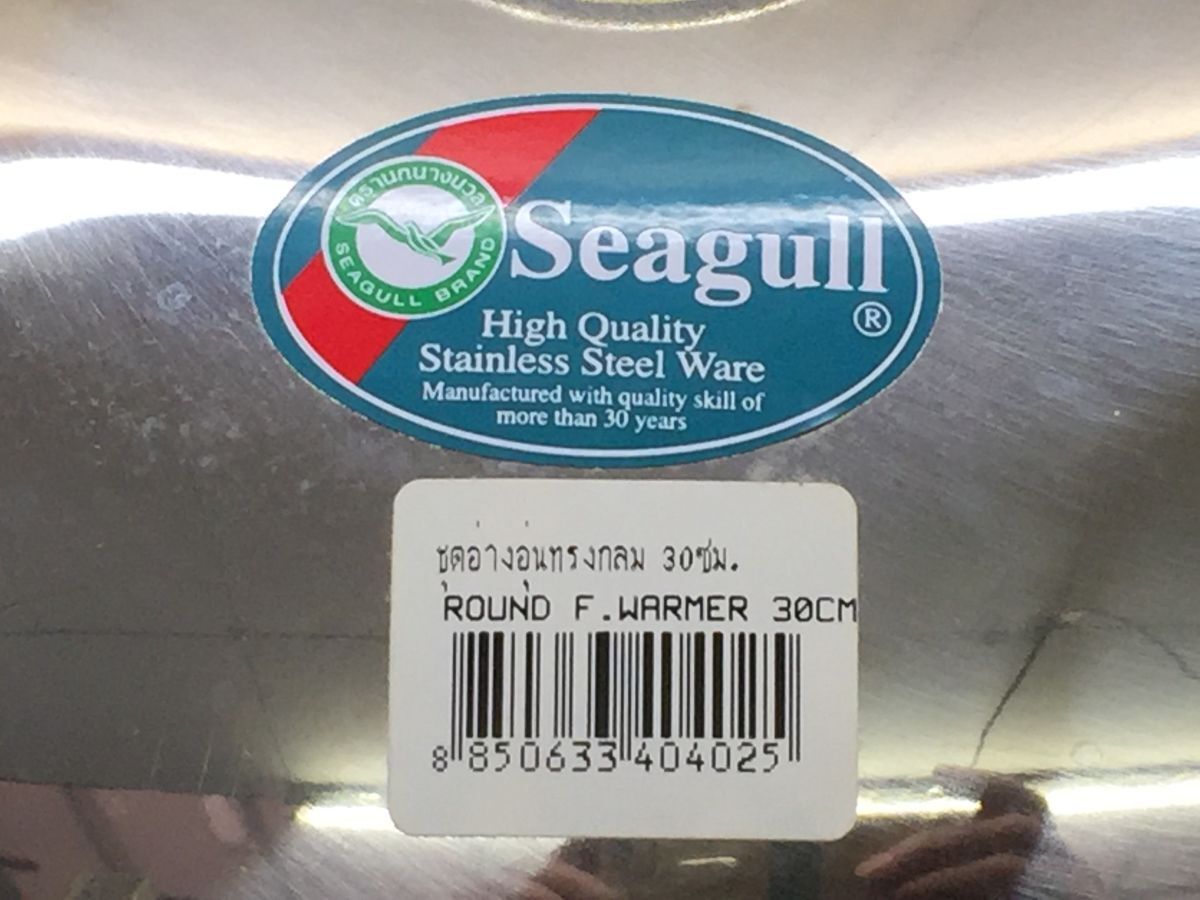 ตรานกนางนวล
SEAGULL BRAND
Seagull
®
High Quality
Stainless Steel Ware
Manufactured with quality skill of
more than 30 years
ชุดอ่างอุ่นทรงกลม 30ซม.
ROUND F.WARMER 30CM
8 850633 404025